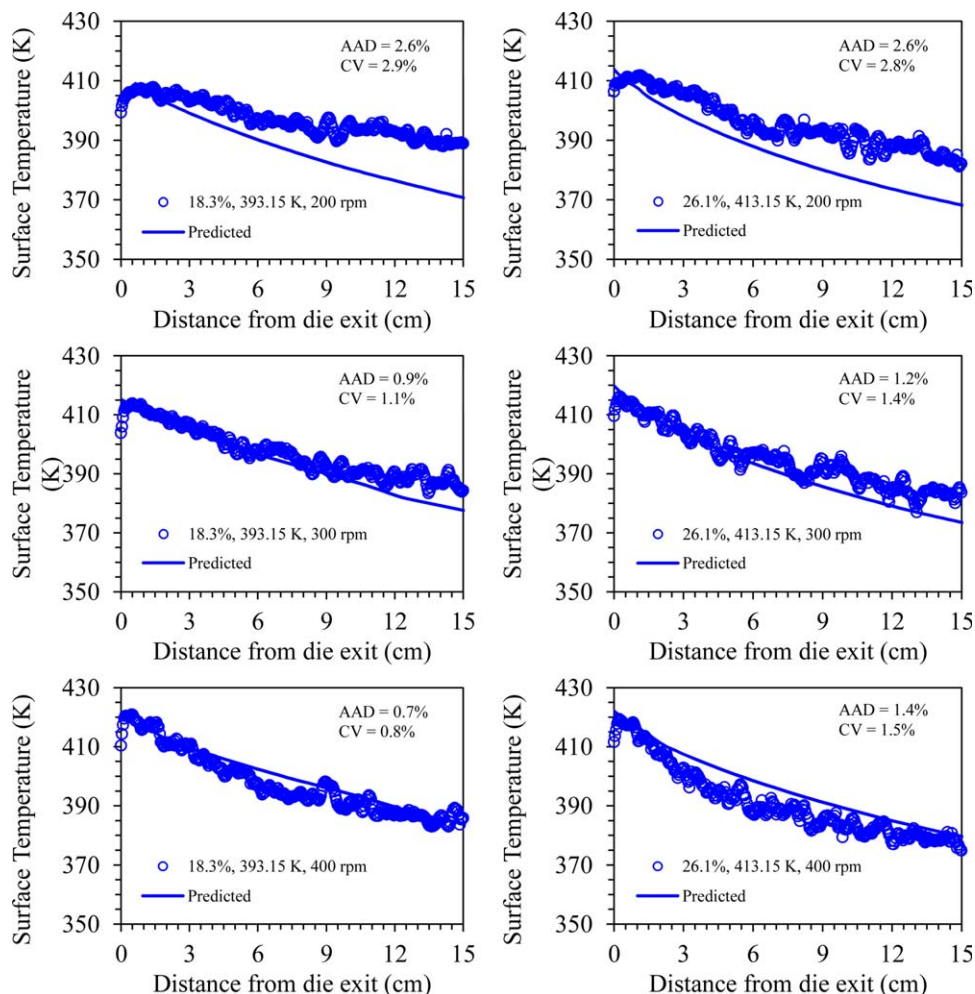 Surface Temperature (K)
430
410
390
370
350
AAD = 2.6%
CV = 2.9%
18.3%, 393.15 K, 200 rpm
Predicted
0 3 6 9 12 15
Distance from die exit (cm)
Surface Temperature (K)
430
410
390
370
350
AAD = 2.6%
CV = 2.8%
26.1%, 413.15 K, 200 rpm
Predicted
0 3 6 9 12 15
Distance from die exit (cm)
Surface Temperature
(K)
430
410
390
370
350
AAD = 0.9%
CV = 1.1%
18.3%, 393.15 K, 300 rpm
Predicted
0 3 6 9 12 15
Distance from die exit (cm)
Surface Temperature
(K)
430
410
390
370
350
AAD = 1.2%
CV = 1.4%
26.1%, 413.15 K, 300 rpm
Predicted
0 3 6 9 12 15
Distance from die exit (cm)
Surface Temperature (K)
430
410
390
370
350
AAD = 0.7%
CV = 0.8%
18.3%, 393.15 K, 400 rpm
Predicted
0 3 6 9 12 15
Distance from die exit (cm)
Surface Temperature (K)
430
410
390
370
350
AAD = 1.4%
CV = 1.5%
26.1%, 413.15 K, 400 rpm
Predicted
0 3 6 9 12 15
Distance from die exit (cm)